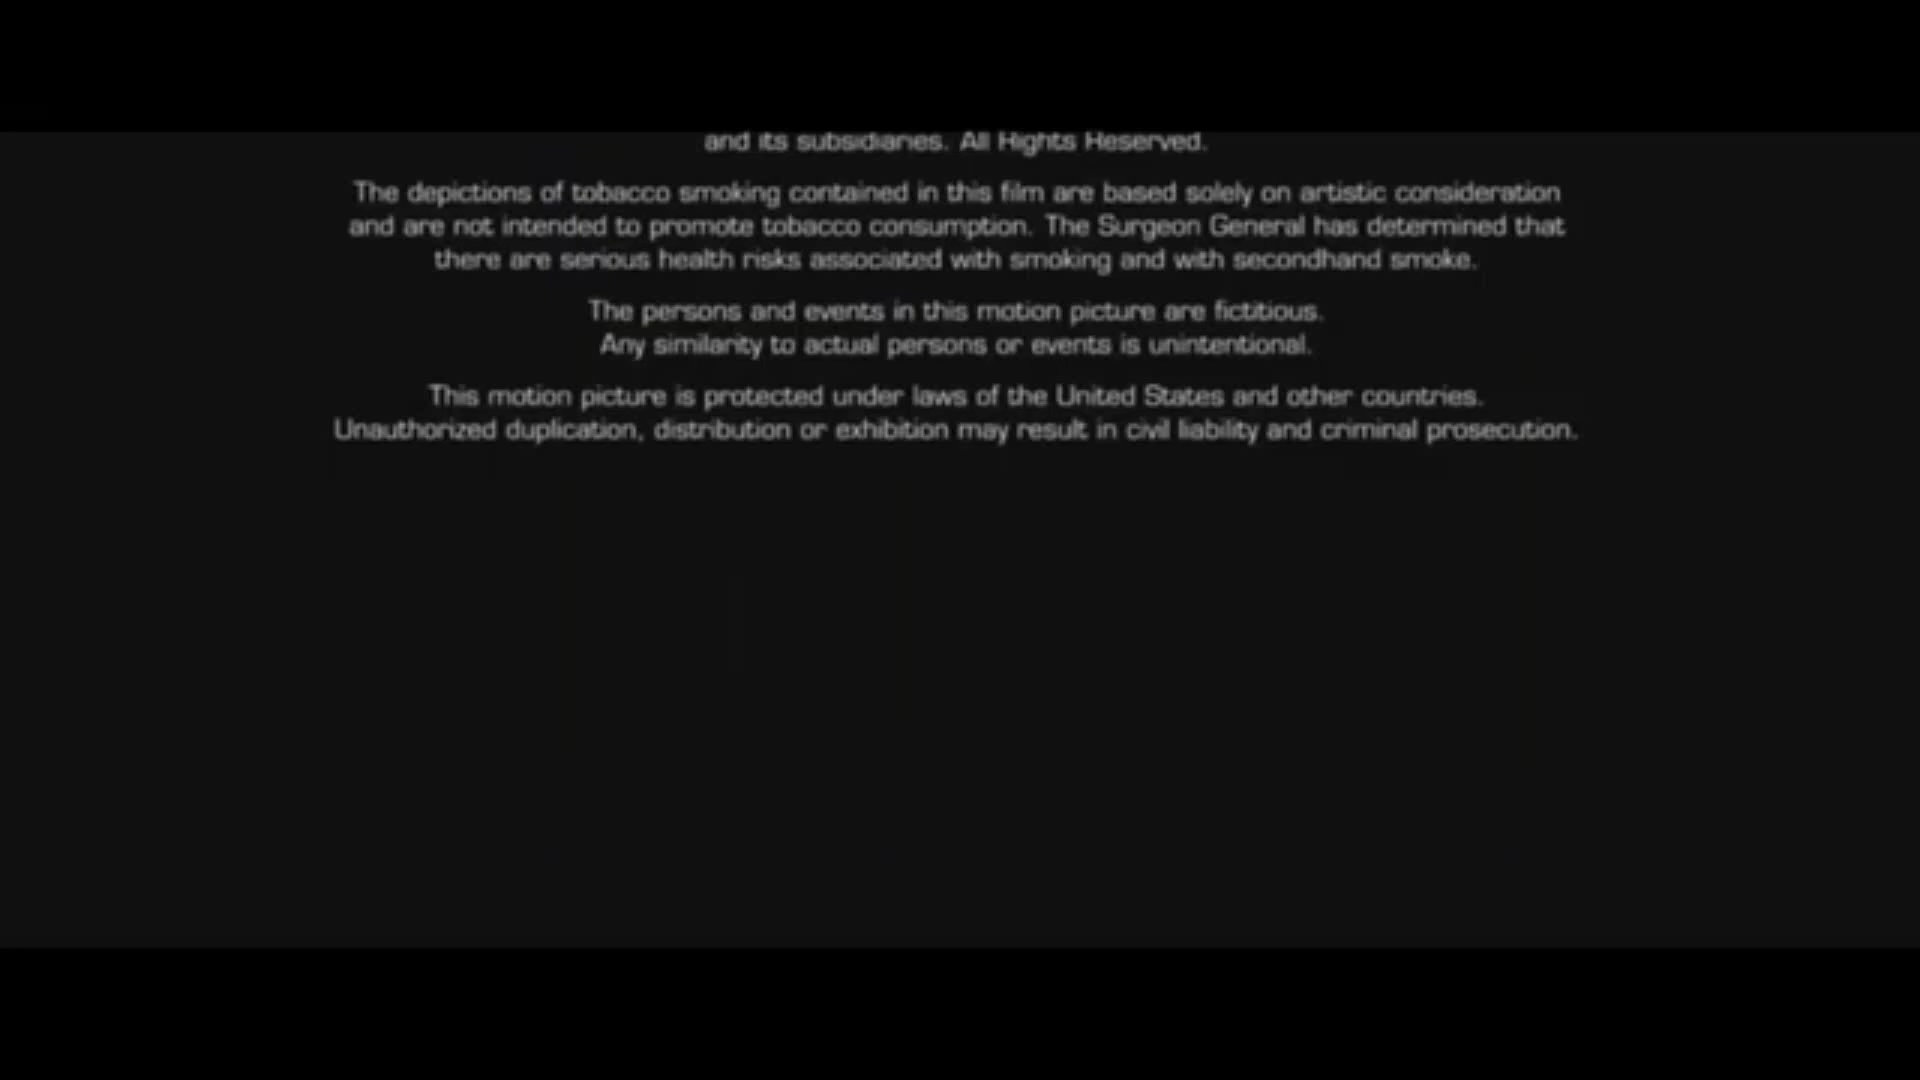 and its subsidiaries. All Rights Reserved.
The depictions of tobacco smoking contained in this film are based solely on artistic consideration
and are not intended to promote tobacco consumption. The Surgeon General has determined that
there are serious health risks associated with smoking and with secondhand smoke.
The persons and events in this motion picture are fictitious.
Any similarity to actual persons or events is unintentional.
This motion picture is protected under laws of the United States and other countries.
Unauthorized duplication, distribution or exhibition may result in civil liability and criminal prosecution.